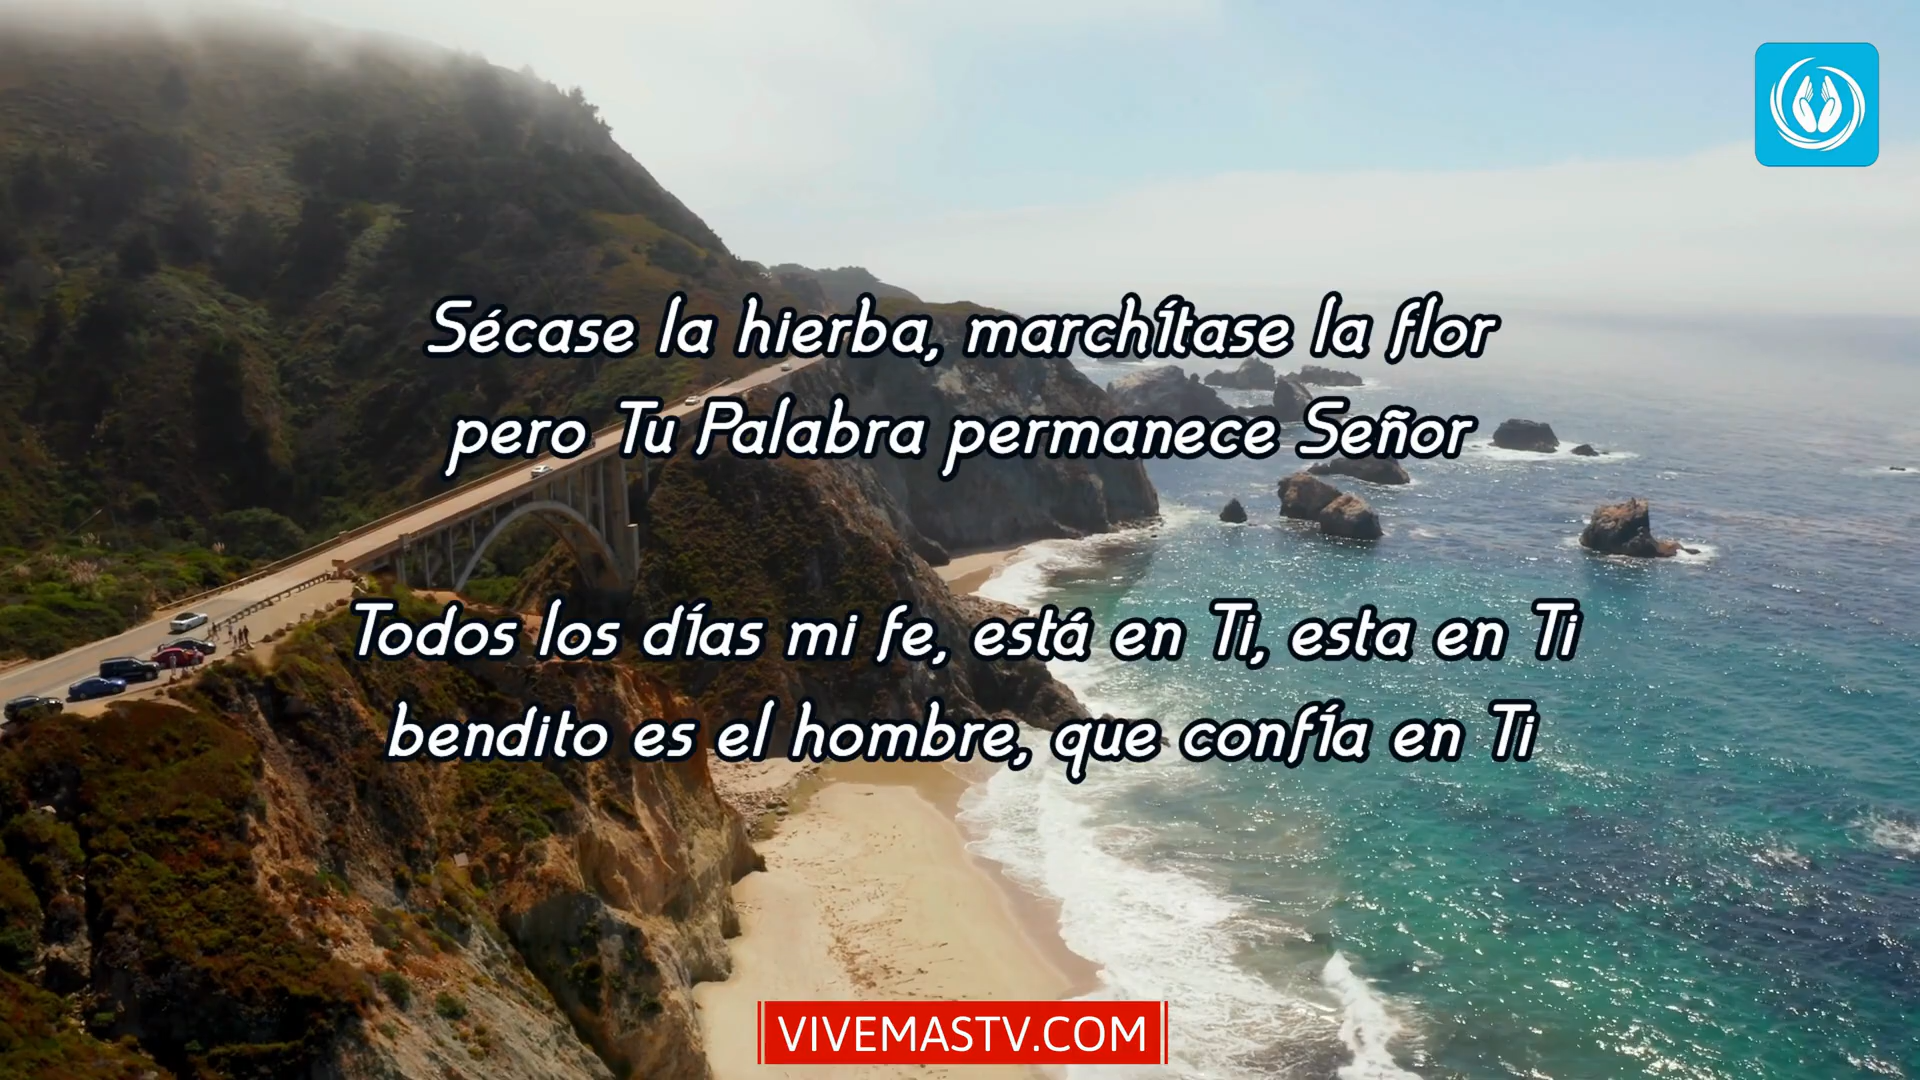 Sécase la hierba, marchítase la flor
pero Tu Palabra permanece Señor
Todos los días mi fe, está en Ti, esta en Ti
bendito es el hombre, que confía en Ti
VIVEMASTV.COM